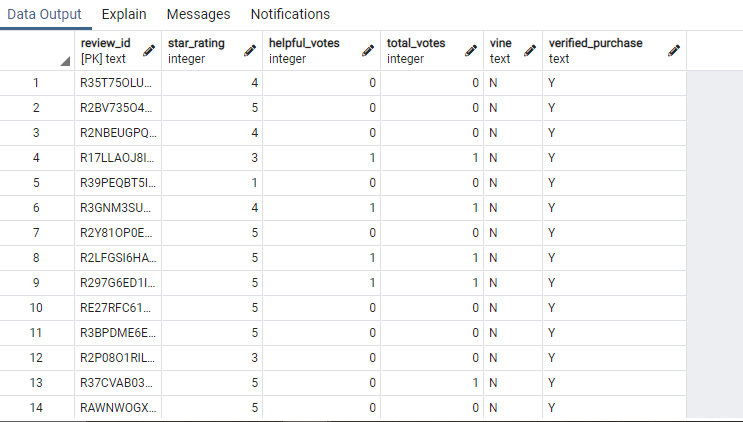 Data Output Explain Messages Notifications
review_id star_rating helpful_votes total_votes vine verified_purchase
[PK] text integer integer integer text text
1 R35T75OLU... 4 0 0 N Y
2 R2BV735O4... 5 0 0 N Y
3 R2NBEUGPQ... 4 0 0 N Y
4 R17LLAOJ8I... 3 1 1 N Y
5 R39PEQBT5I... 1 0 0 N Y
6 R3GNM3SU... 4 1 1 N Y
7 R2Y81OP0E... 5 0 0 N Y
8 R2LFGSI6HA... 5 1 1 N Y
9 R297G6ED1I... 5 1 1 N Y
10 RE27RFC61... 5 0 0 N Y
11 R3BPDME6E... 5 0 0 N Y
12 R2P08O1RIL... 3 0 0 N Y
13 R37CVAB03... 5 0 1 N Y
14 RAWNWOGX... 5 0 0 N Y